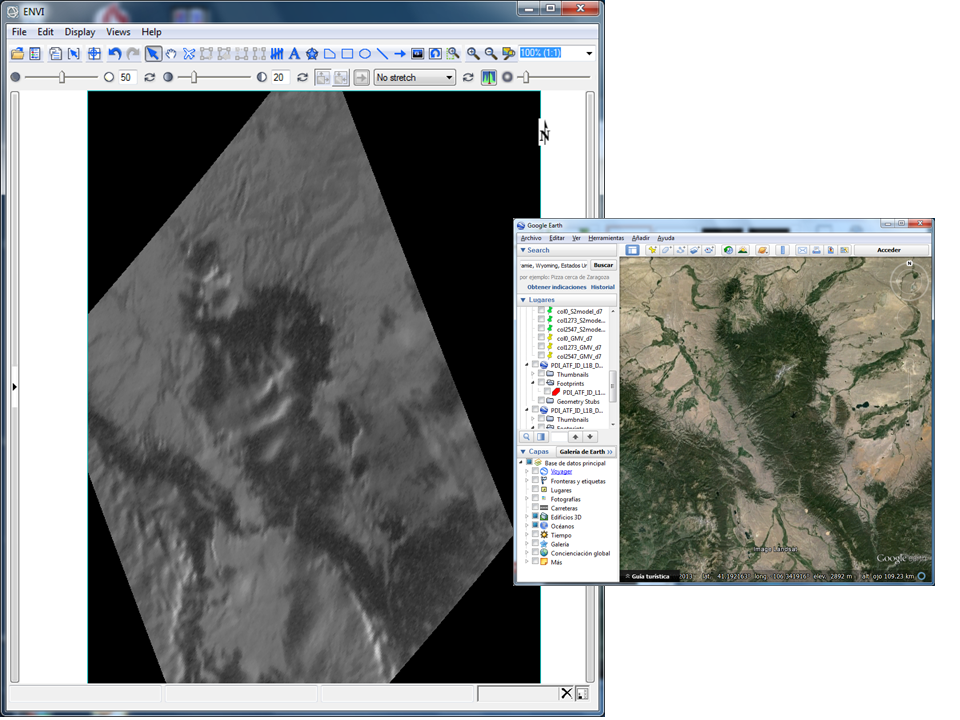 ENVI
File Edit Display Views Help
100% (1:1)
50
20
No stretch
N
Google Earth
Archivo Editar Ver Herramientas Añadir Ayuda
Acceder
Search
amie, Wyoming, Estados Ur Buscar
por ejemplo: Pizza cerca de Zaragoza
Obtener indicaciones Historial
Lugares
col0_S2model_d7
col1273_S2mode...
col2547_S2mode...
col0_GMV_d7
col1273_GMV_d7
col2547_GMV_d7
PDI_ATF_ID_L1B_D...
Thumbnails
Footprints
PDI_ATF_ID_L1...
Geometry Stubs
PDI_ATF_ID_L1B_D...
Thumbnails
Capas Galería de Earth >>
Base de datos principal
Voyager
Fronteras y etiquetas
Lugares
Fotografías
Carreteras
Edificios 3D
Océanos
Tiempo
Galería
Concienciación global
Más
N
Image Landsat
Google earth
Guía turística 2013 lat. 41.192163° long. -106.341916° elev. 2892 m alt. ojo 109.23 km